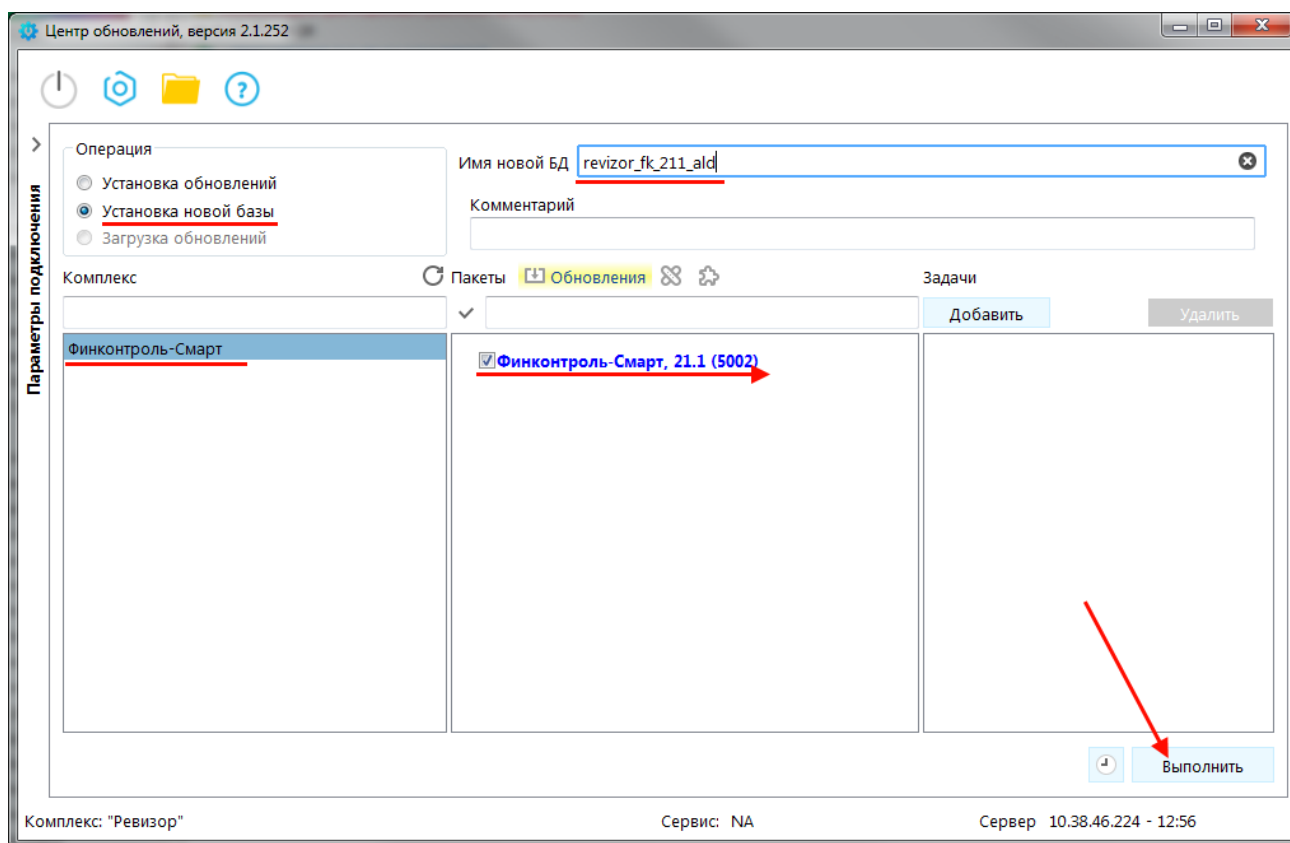 Центр обновлений, версия 2.1.252
Параметры подключения
Операция
Установка обновлений
Установка новой базы
Загрузка обновлений
Имя новой БД revizor_fk_211_ald
Комментарий
Комплекс
Пакеты Обновления
Задачи
Добавить Удалить
Финконтроль-Смарт
Финконтроль-Смарт, 21.1 (5002)
Выполнить
Комплекс: "Ревизор" Сервис: NA Сервер 10.38.46.224 - 12:56